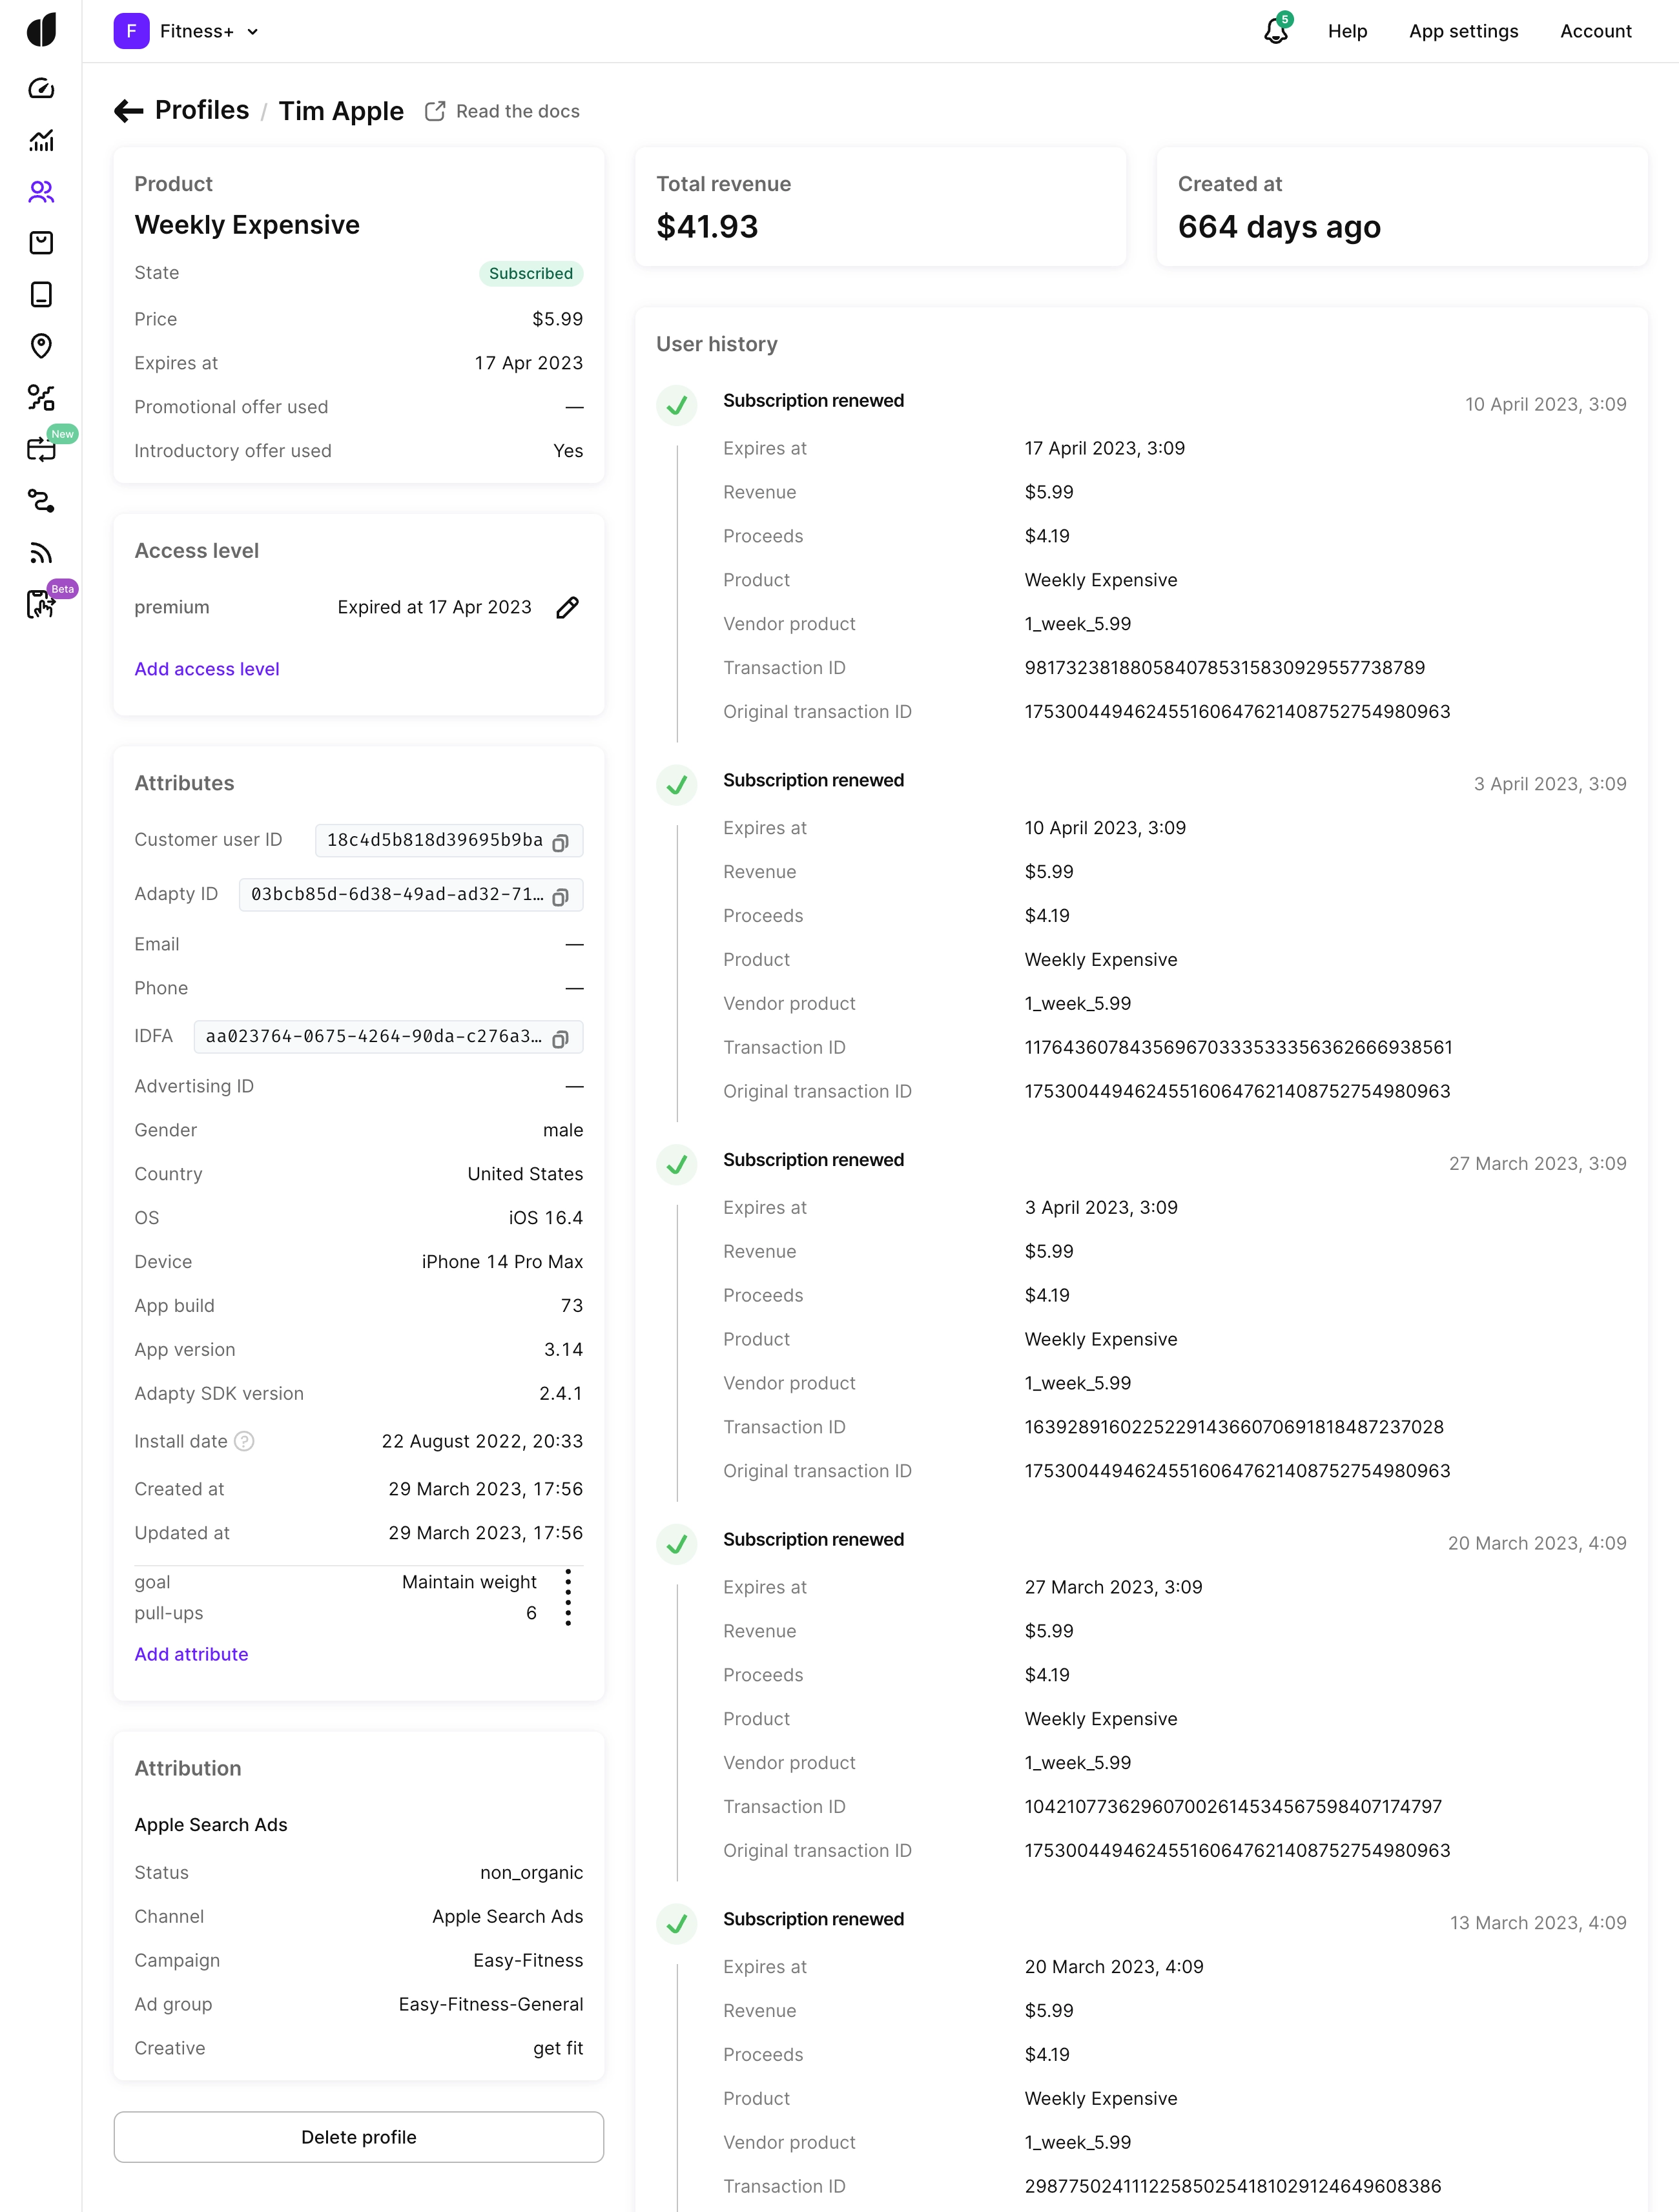 F Fitness+
5
Help
App settings
Account
New
Beta
Profiles / Tim Apple
Read the docs
Product
Weekly Expensive
State Subscribed
Price $5.99
Expires at 17 Apr 2023
Promotional offer used —
Introductory offer used Yes
Access level
premium Expired at 17 Apr 2023
Add access level
Attributes
Customer user ID 18c4d5b818d39695b9ba
Adapty ID 03bcb85d-6d38-49ad-ad32-71…
Email —
Phone —
IDFA aa023764-0675-4264-90da-c276a3…
Advertising ID —
Gender male
Country United States
OS iOS 16.4
Device iPhone 14 Pro Max
App build 73
App version 3.14
Adapty SDK version 2.4.1
Install date ? 22 August 2022, 20:33
Created at 29 March 2023, 17:56
Updated at 29 March 2023, 17:56
goal Maintain weight
pull-ups 6
Add attribute
Attribution
Apple Search Ads
Status non_organic
Channel Apple Search Ads
Campaign Easy-Fitness
Ad group Easy-Fitness-General
Creative get fit
Delete profile
Total revenue
$41.93
Created at
664 days ago
User history
Subscription renewed 10 April 2023, 3:09
Expires at 17 April 2023, 3:09
Revenue $5.99
Proceeds $4.19
Product Weekly Expensive
Vendor product 1_week_5.99
Transaction ID 9817323818805840785315830929557738789
Original transaction ID 175300449462455160647621408752754980963
Subscription renewed 3 April 2023, 3:09
Expires at 10 April 2023, 3:09
Revenue $5.99
Proceeds $4.19
Product Weekly Expensive
Vendor product 1_week_5.99
Transaction ID 117643607843569670333533356362666938561
Original transaction ID 175300449462455160647621408752754980963
Subscription renewed 27 March 2023, 3:09
Expires at 3 April 2023, 3:09
Revenue $5.99
Proceeds $4.19
Product Weekly Expensive
Vendor product 1_week_5.99
Transaction ID 163928916022522914366070691818487237028
Original transaction ID 175300449462455160647621408752754980963
Subscription renewed 20 March 2023, 4:09
Expires at 27 March 2023, 3:09
Revenue $5.99
Proceeds $4.19
Product Weekly Expensive
Vendor product 1_week_5.99
Transaction ID 104210773629607002614534567598407174797
Original transaction ID 175300449462455160647621408752754980963
Subscription renewed 13 March 2023, 4:09
Expires at 20 March 2023, 4:09
Revenue $5.99
Proceeds $4.19
Product Weekly Expensive
Vendor product 1_week_5.99
Transaction ID 298775024111225850254181029124649608386